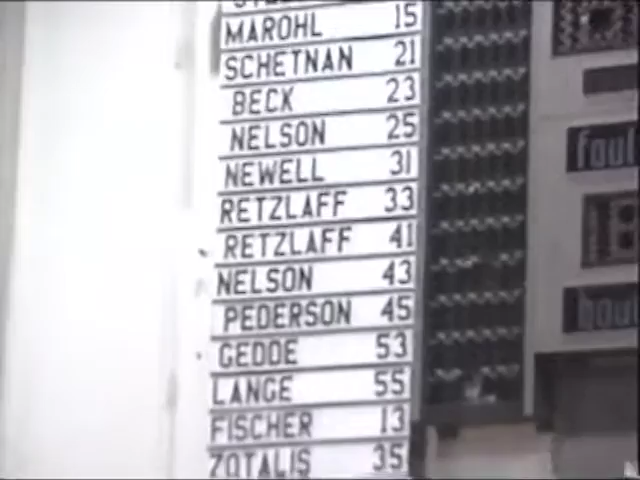 MAROHL 15
SCHETNAN 21
BECK 23
NELSON 25
NEWELL 31
RETZLAFF 33
RETZLAFF 41
NELSON 43
PEDERSON 45
GEDDE 53
LANGE 55
FISCHER 13
ZOTALIS 35
foul